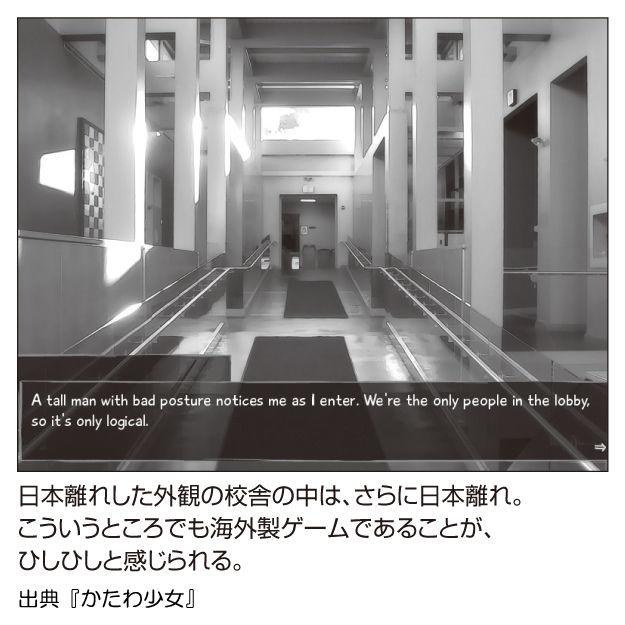 A tall man with bad posture notices me as I enter. We're the only people in the lobby,
so it's only logical.
日本離れした外観の校舎の中は、さらに日本離れ。
こういうところでも海外製ゲームであることが、
ひしひしと感じられる。
出典『かたわ少女』